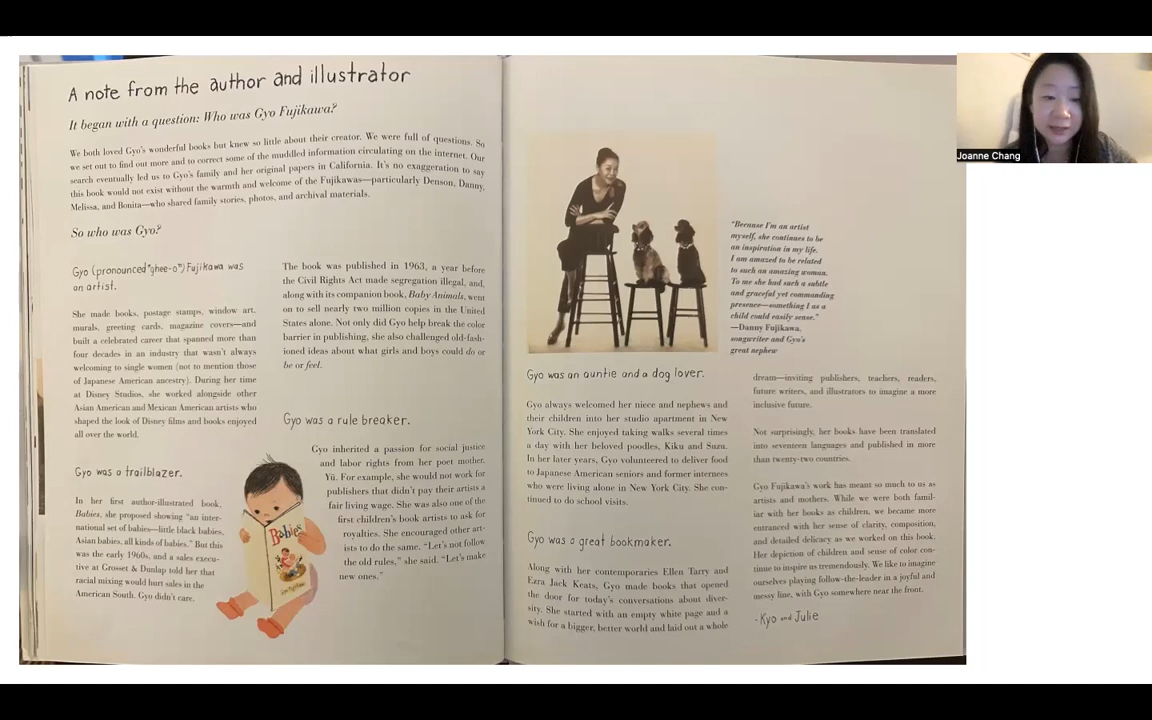 A note from the author and illustrator
It began with a question: Who was Gyo Fujikawa?
We both loved Gyo's wonderful books but knew so little about their creator. We were full of questions. So
we set out to find out more and to correct some of the muddled information circulating on the internet. Our
search eventually led us to Gyo's family and her original papers in California. It's no exaggeration to say
this book would not exist without the warmth and welcome of the Fujikawas—particularly Denson, Danny,
Melissa, and Bonita—who shared family stories, photos, and archival materials.
So who was Gyo?
Gyo (pronounced "ghee-o") Fujikawa was
an artist.
She made books, postage stamps, window art,
murals, greeting cards, magazine covers—and
built a celebrated career that spanned more than
four decades in an industry that wasn't always
welcoming to single women (not to mention those
of Japanese American ancestry). During her time
at Disney Studios, she worked alongside other
Asian American and Mexican American artists who
shaped the look of Disney films and books enjoyed
all over the world.
Gyo was a trailblazer.
In her first author-illustrated book,
Babies, she proposed showing "an inter-
national set of babies—little black babies,
Asian babies, all kinds of babies." But this
was the early 1960s, and a sales execu-
tive at Grosset & Dunlap told her that
racial mixing would hurt sales in the
American South. Gyo didn't care.
The book was published in 1963, a year before
the Civil Rights Act made segregation illegal, and,
along with its companion book, Baby Animals, went
on to sell nearly two million copies in the United
States alone. Not only did Gyo help break the color
barrier in publishing, she also challenged old-fash-
ioned ideas about what girls and boys could do or
be or feel.
Gyo was a rule breaker.
Gyo inherited a passion for social justice
and labor rights from her poet mother,
Yū. For example, she would not work for
publishers that didn't pay their artists a
fair living wage. She was also one of the
first children's book artists to ask for
royalties. She encouraged other art-
ists to do the same. "Let's not follow
the old rules," she said. "Let's make
new ones."
Babies
Gyo Fujikawa
"Because I'm an artist
myself, she continues to be
an inspiration in my life.
I am amazed to be related
to such an amazing woman.
To me she had such a subtle
and graceful yet commanding
presence—something I as a
child could easily sense."
—Danny Fujikawa,
songwriter and Gyo's
great nephew
Gyo was an auntie and a dog lover.
Gyo always welcomed her niece and nephews and
their children into her studio apartment in New
York City. She enjoyed taking walks several times
a day with her beloved poodles, Kiku and Suzu.
In her later years, Gyo volunteered to deliver food
to Japanese American seniors and former internees
who were living alone in New York City. She con-
tinued to do school visits.
Gyo was a great bookmaker.
Along with her contemporaries Ellen Tarry and
Ezra Jack Keats, Gyo made books that opened
the door for today's conversations about diver-
sity. She started with an empty white page and a
wish for a bigger, better world and laid out a whole
dream—inviting publishers, teachers, readers,
future writers, and illustrators to imagine a more
inclusive future.
Not surprisingly, her books have been translated
into seventeen languages and published in more
than twenty-two countries.
Gyo Fujikawa's work has meant so much to us as
artists and mothers. While we were both famil-
iar with her books as children, we became more
entranced with her sense of clarity, composition,
and detailed delicacy as we worked on this book.
Her depiction of children and sense of color con-
tinue to inspire us tremendously. We like to imagine
ourselves playing follow-the-leader in a joyful and
messy line, with Gyo somewhere near the front.
- Kyo and Julie
Joanne Chang